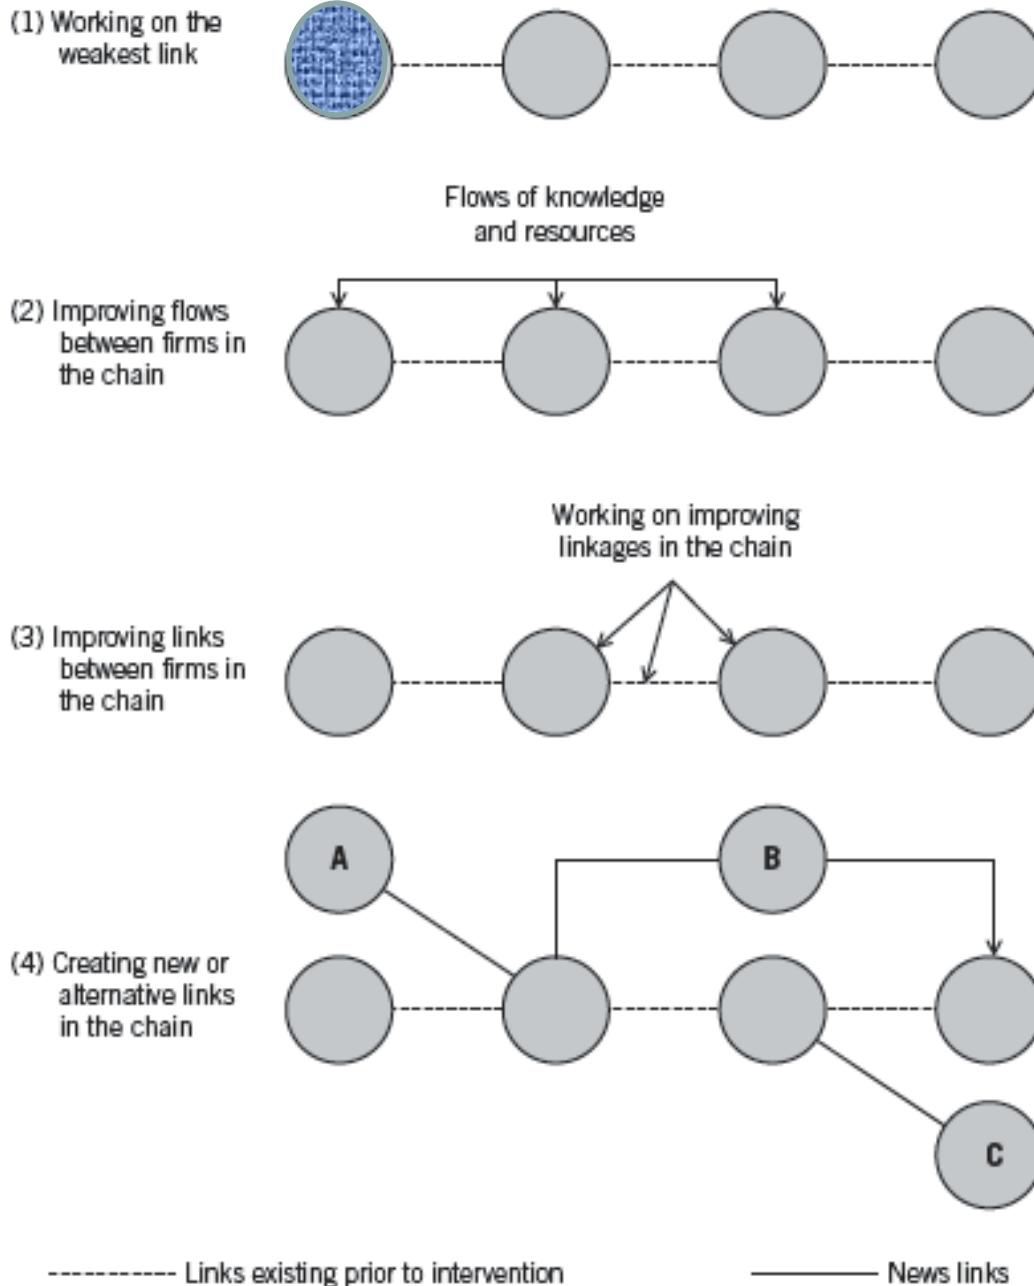 (1) Working on the
weakest link
Flows of knowledge
and resources
(2) Improving flows
between firms in
the chain
Working on improving
linkages in the chain
(3) Improving links
between firms in
the chain
A
B
(4) Creating new or
alternative links
in the chain
C
Links existing prior to intervention
News links